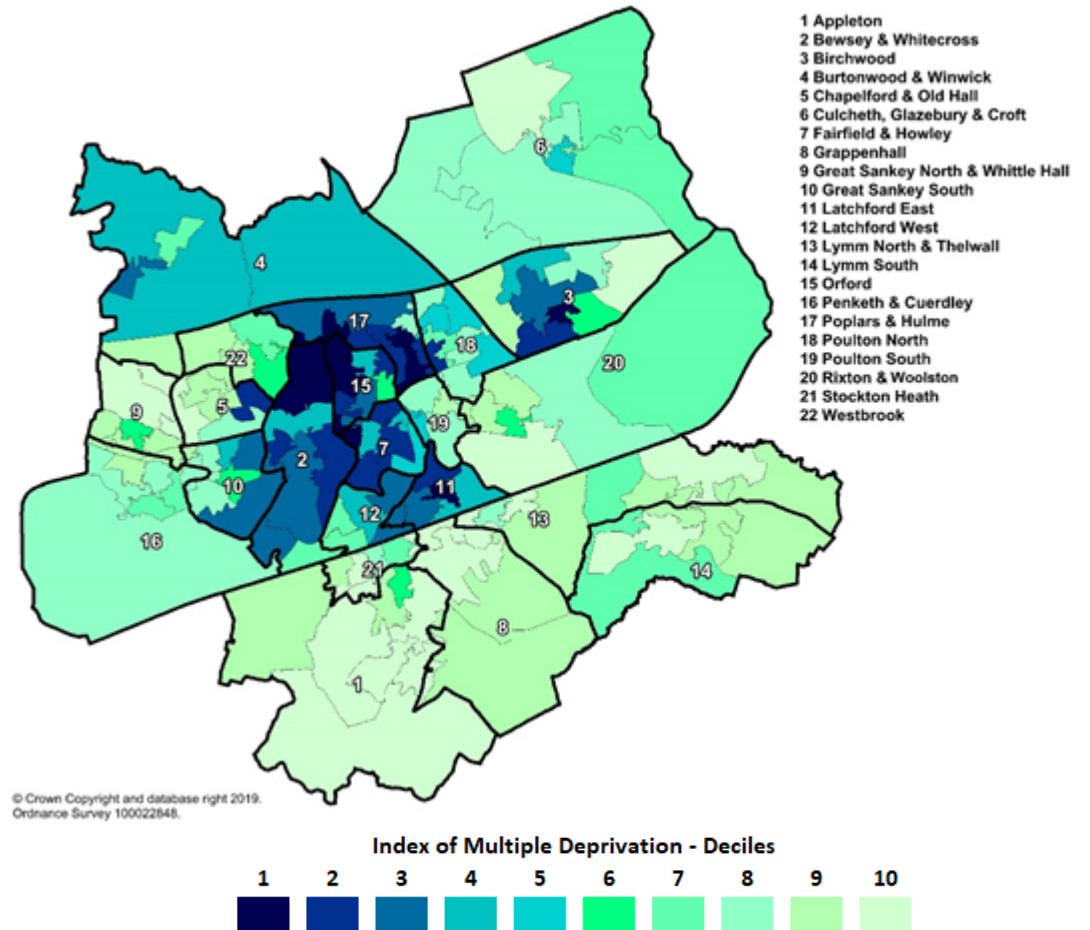 1 Appleton
2 Bewsey & Whitecross
3 Birchwood
4 Burtonwood & Winwick
5 Chapelford & Old Hall
6 Culcheth, Glazebury & Croft
7 Fairfield & Howley
8 Grappenhall
9 Great Sankey North & Whittle Hall
10 Great Sankey South
11 Latchford East
12 Latchford West
13 Lymm North & Thelwall
14 Lymm South
15 Orford
16 Penketh & Cuerdley
17 Poplars & Hulme
18 Poulton North
19 Poulton South
20 Rixton & Woolston
21 Stockton Heath
22 Westbrook
6
4
3
17
18
22
20
15
5
9
19
7
2
10
11
12
13
16
21
14
8
1
© Crown Copyright and database right 2019.
Ordnance Survey 100022848.
Index of Multiple Deprivation - Deciles
1 2 3 4 5 6 7 8 9 10